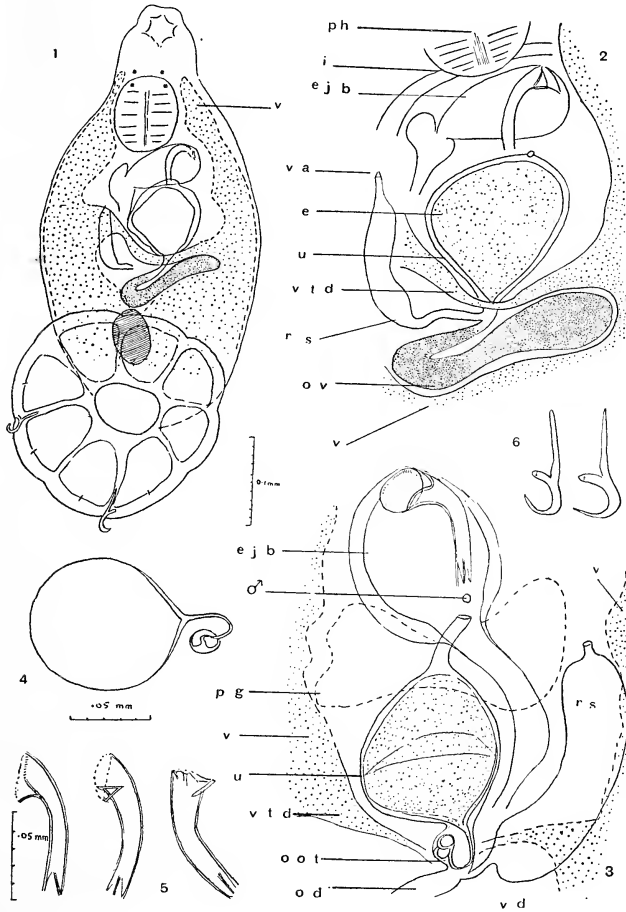 1
v
0.1mm
2
ph
i
e j b
v a
e
u
v t d
r s
o v
v
6
e j b
♂
p g
v
u
v t d
o o t
o d
v
r s
v d
3
4
.05 mm
.05 mm
5